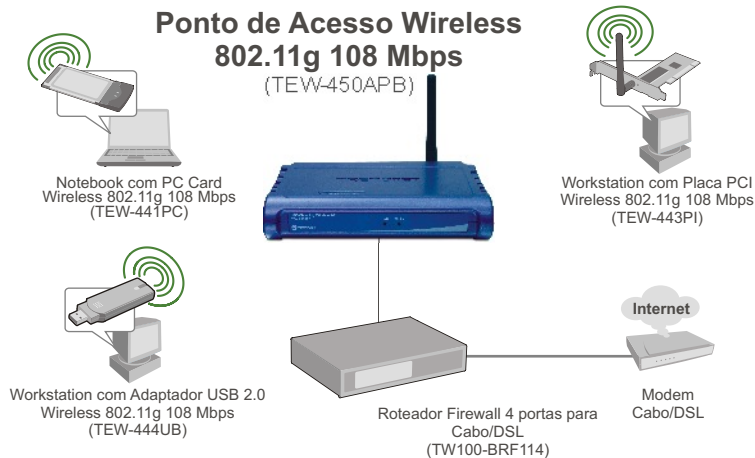 Ponto de Acesso Wireless
802.11g 108 Mbps
(TEW-450APB)
Notebook com PC Card
Wireless 802.11g 108 Mbps
(TEW-441PC)
Workstation com Placa PCI
Wireless 802.11g 108 Mbps
(TEW-443PI)
Workstation com Adaptador USB 2.0
Wireless 802.11g 108 Mbps
(TEW-444UB)
Roteador Firewall 4 portas para
Cabo/DSL
(TW100-BRF114)
Internet
Modem
Cabo/DSL